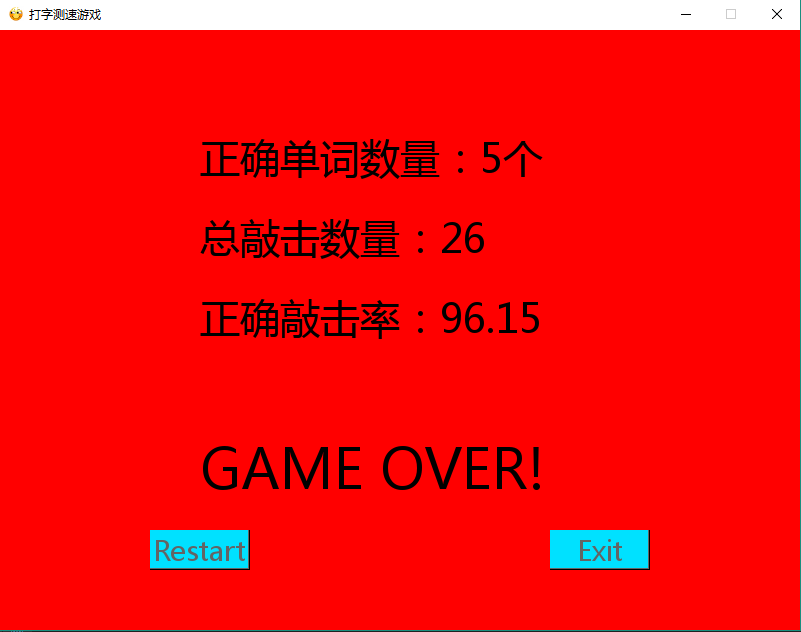 打字测速游戏
正确单词数量：5个
总敲击数量：26
正确敲击率：96.15
GAME OVER!
Restart
Exit